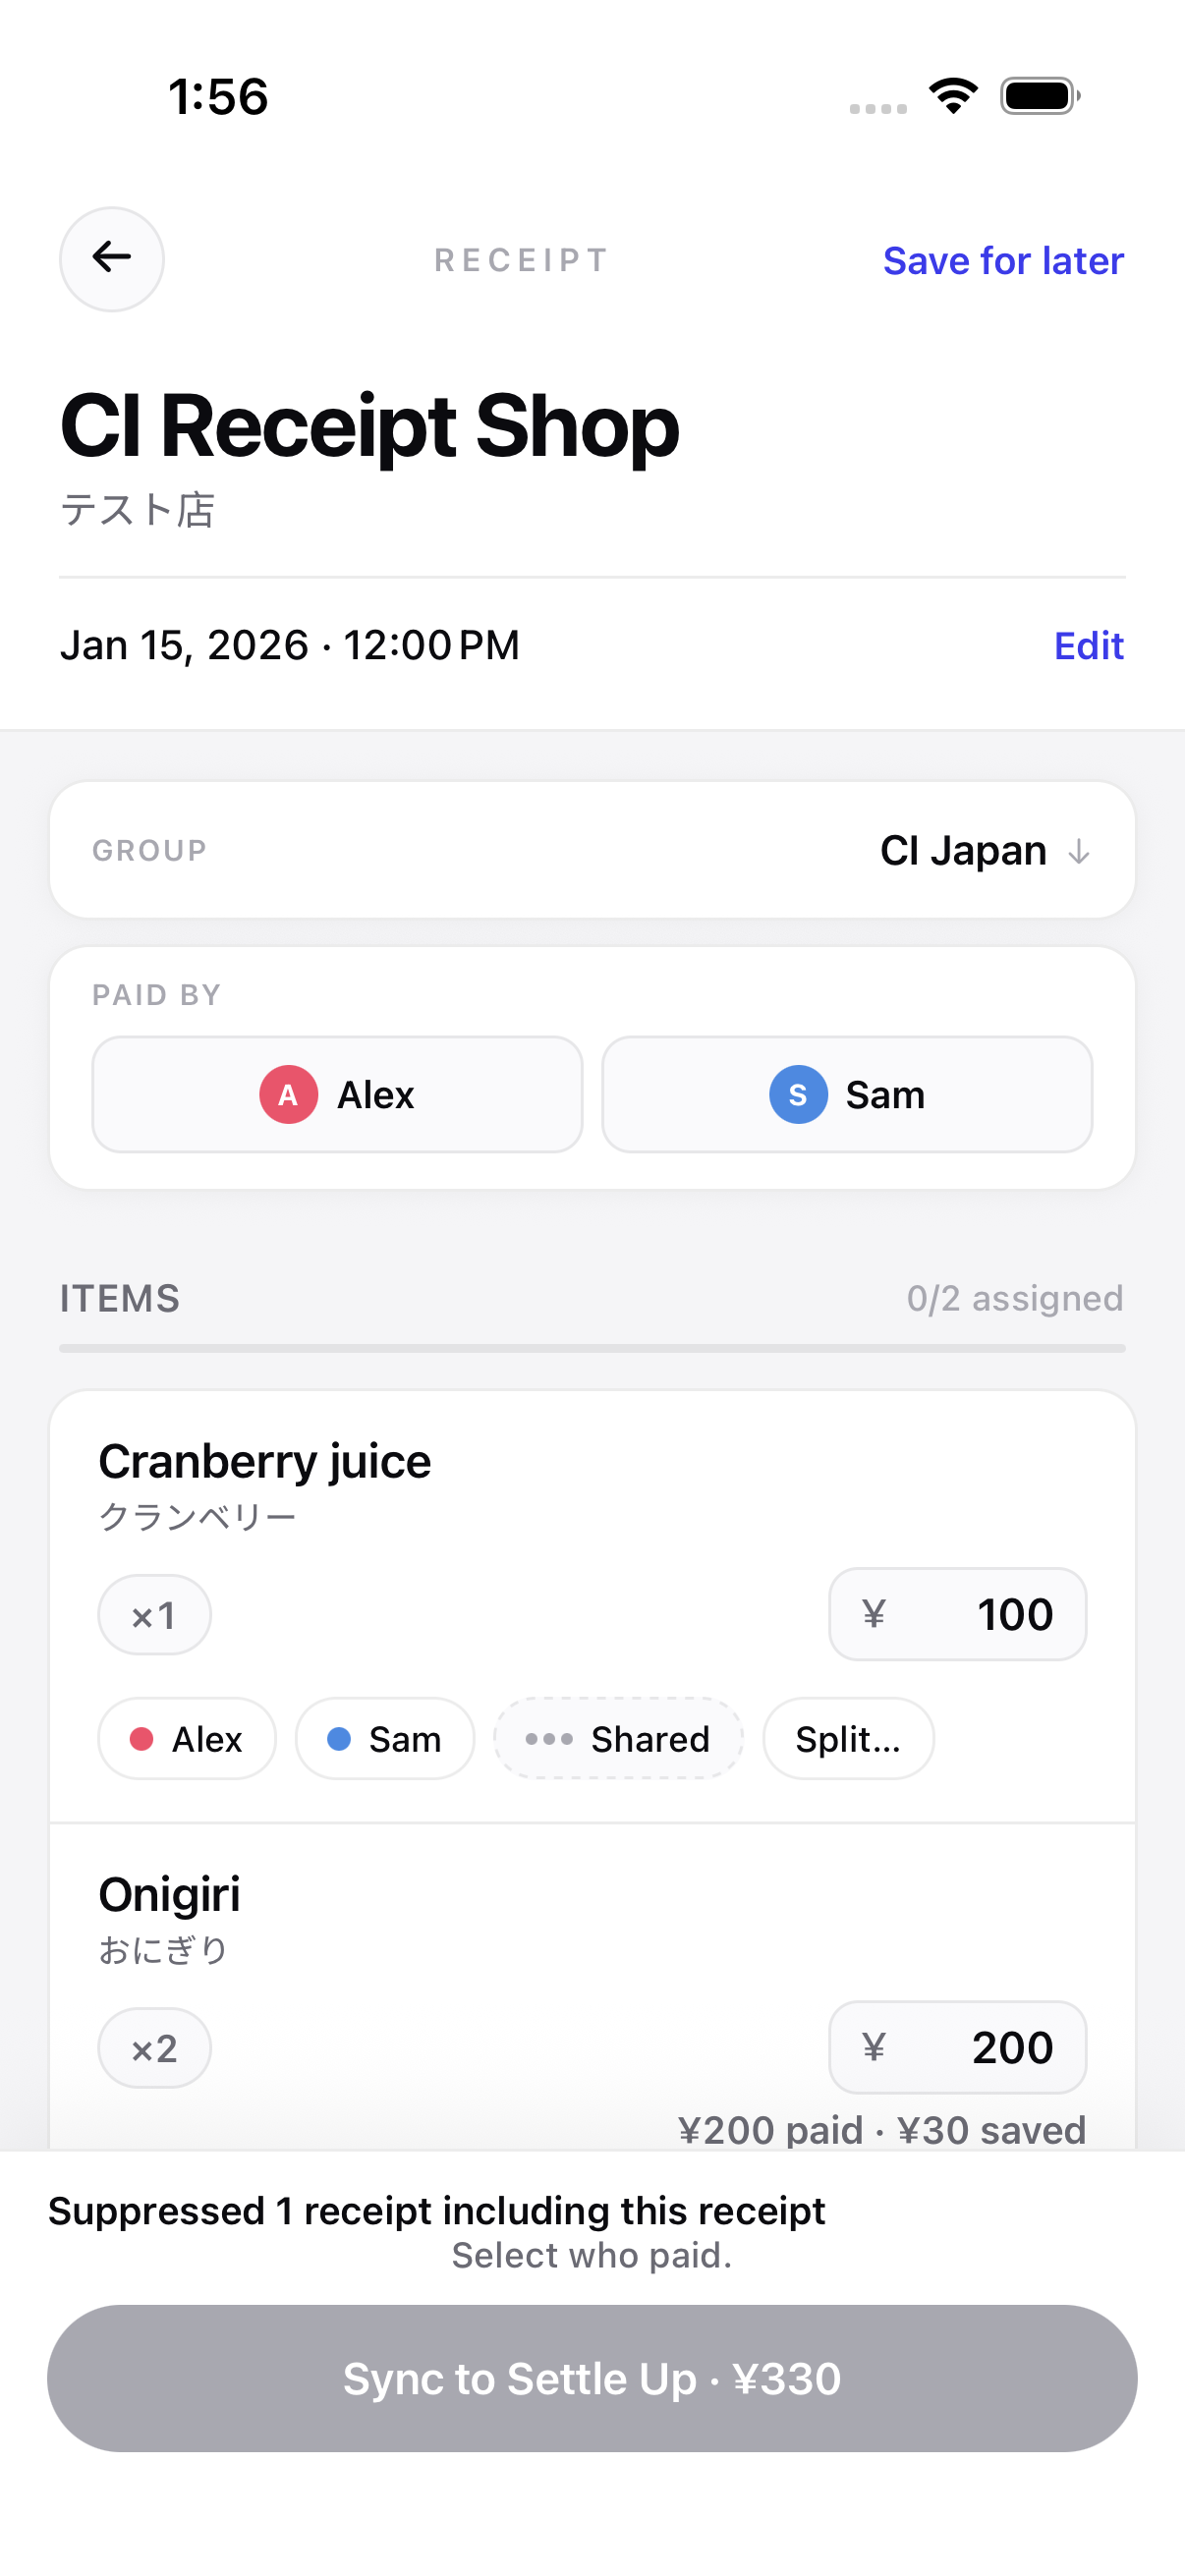 1:56
RECEIPT
Save for later
CI Receipt Shop
テスト店
Jan 15, 2026 · 12:00 PM
Edit
GROUP
CI Japan ↓
PAID BY
A Alex
S Sam
ITEMS
0/2 assigned
Cranberry juice
クランベリー
×1
¥ 100
Alex
Sam
Shared
Split...
Onigiri
おにぎり
×2
¥ 200
¥200 paid · ¥30 saved
Suppressed 1 receipt including this receipt
Select who paid.
Sync to Settle Up · ¥330